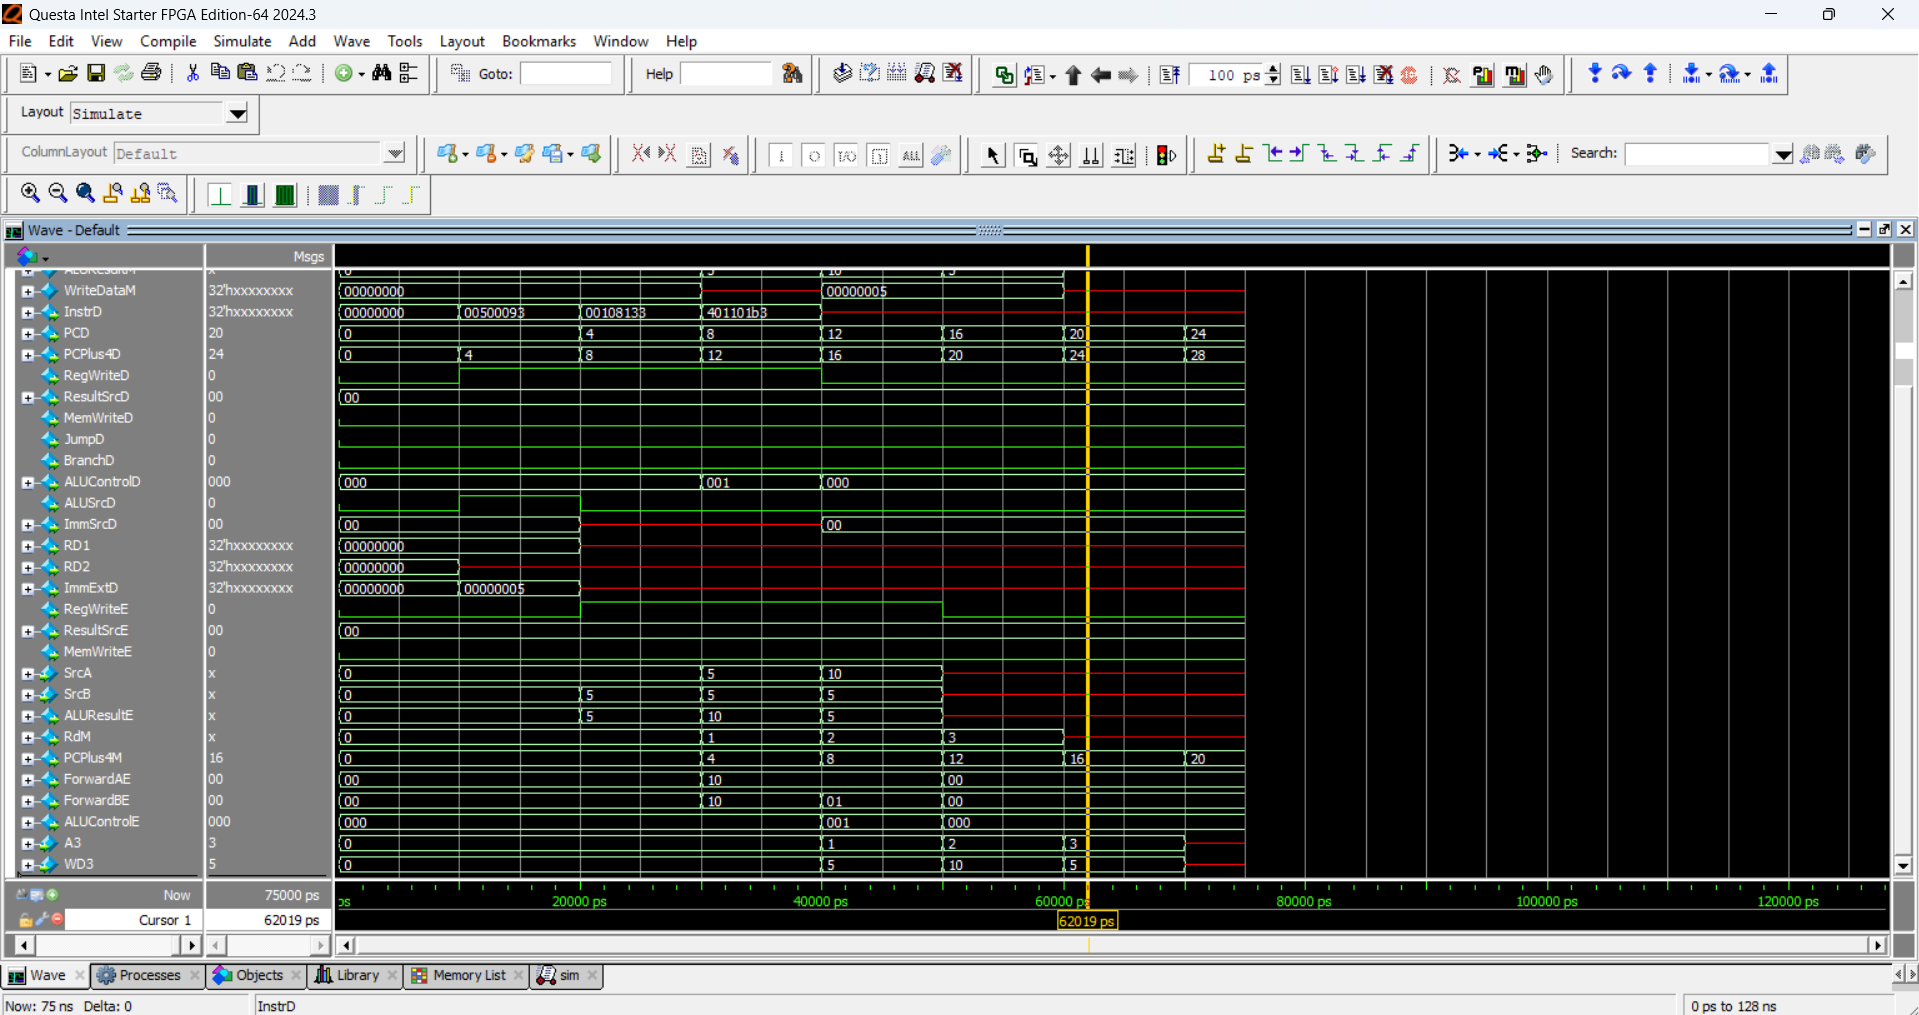 Questa Intel Starter FPGA Edition-64 2024.3
File Edit View Compile Simulate Add Wave Tools Layout Bookmarks Window Help
Goto: Help 100 ps
Layout Simulate
ColumnLayout Default Search:
Wave - Default
Msgs
WriteDataM 32'hxxxxxxxx 00000000 00000005
InstrD 32'hxxxxxxxx 00000000 00500093 00108133 401101b3
PCD 20 0 4 8 12 16 20 24
PCPlus4D 24 0 4 8 12 16 20 24 28
RegWriteD 0
ResultSrcD 00 00
MemWriteD 0
JumpD 0
BranchD 0
ALUControlD 000 000 001 000
ALUSrcD 0
ImmSrcD 00 00 00
RD1 32'hxxxxxxxx 00000000
RD2 32'hxxxxxxxx 00000000
ImmExtD 32'hxxxxxxxx 00000000 00000005
RegWriteE 0
ResultSrcE 00 00
MemWriteE 0
SrcA x 0 5 10
SrcB x 0 5 5 5
ALUResultE x 0 5 10 5
RdM x 0 1 2 3
PCPlus4M 16 0 4 8 12 16 20
ForwardAE 00 00 10 00
ForwardBE 00 00 10 01 00
ALUControlE 000 000 001 000
A3 3 0 1 2 3
WD3 5 0 5 10 5
Now 75000 ps ps 20000 ps 40000 ps 60000 ps 80000 ps 100000 ps 120000 ps
Cursor 1 62019 ps 62019 ps
Wave Processes Objects Library Memory List sim
Now: 75 ns Delta: 0 InstrD 0 ps to 128 ns